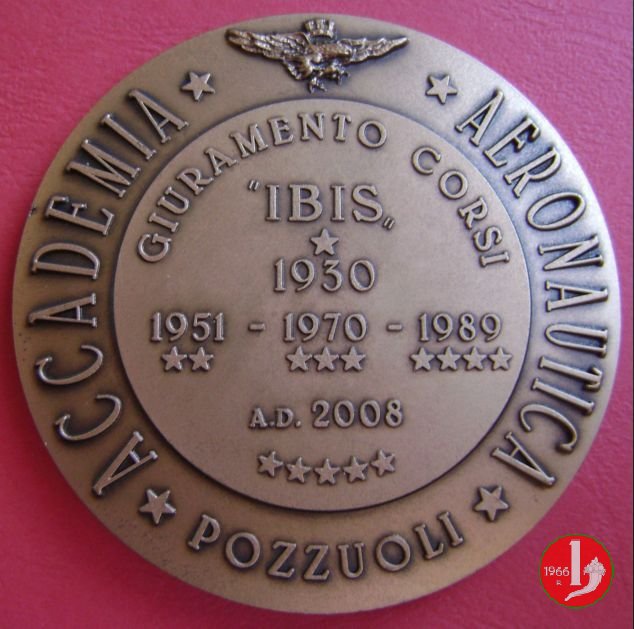 ACCADEMIA AERONAUTICA
POZZUOLI
GIURAMENTO CORSI
"IBIS"
1930
1951 - 1970 - 1989
A.D. 2008
1966
R